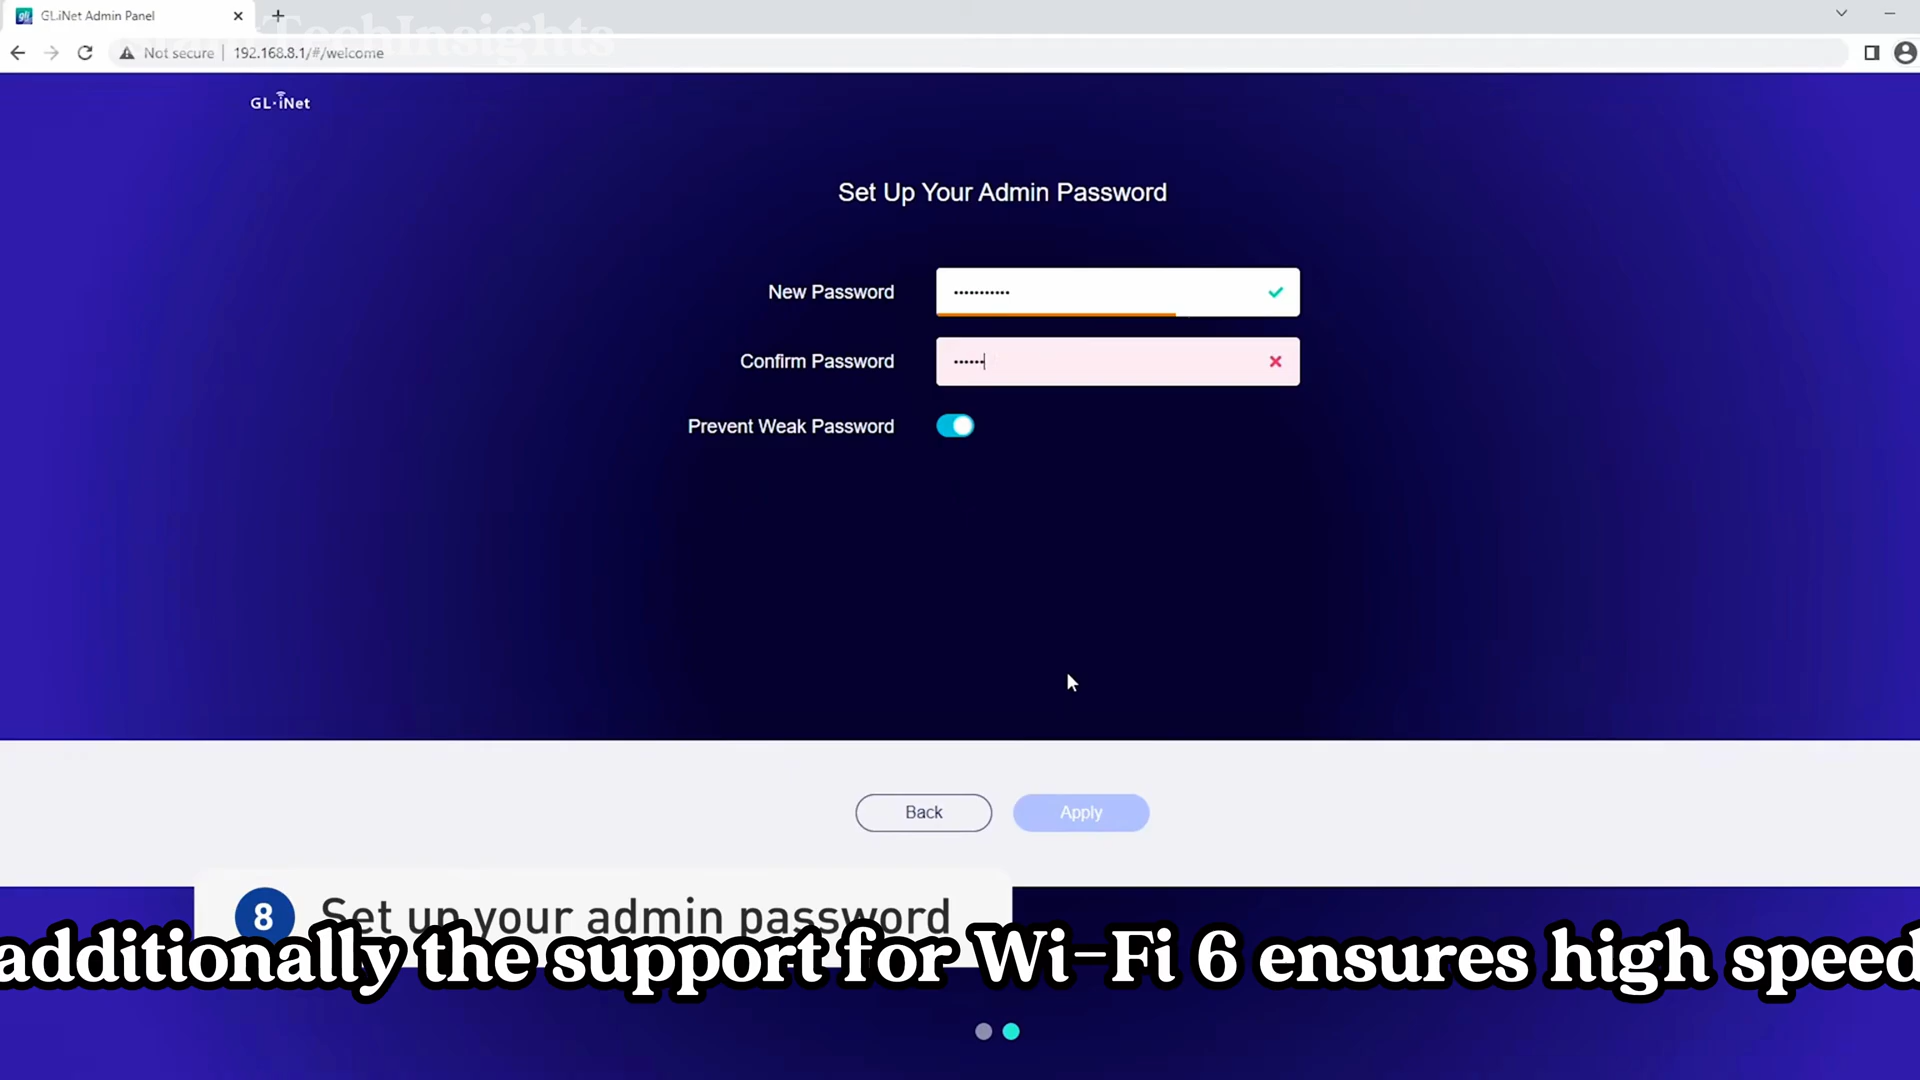 GL.iNet Admin Panel
TechInsights
Not secure
192.168.8.1/#/welcome
GL·iNet
Set Up Your Admin Password
New Password
•••••••••••
Confirm Password
••••••
Prevent Weak Password
Back
Apply
8 Set up your admin password
additionally the support for Wi-Fi 6 ensures high speed